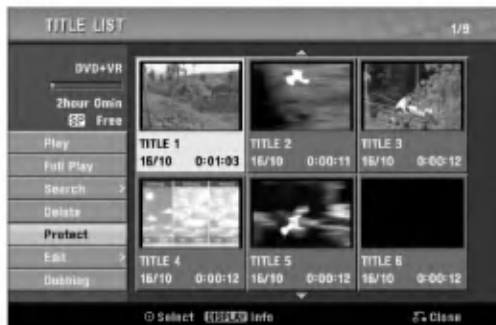 TITLE LIST
1/9
DVD+VR
2hour 0min
SP Free
Play
Full Play
Search >
Delete
Protect
Edit >
Dubbing
TITLE 1
16/10 0:01:03
TITLE 2
16/10 0:00:11
TITLE 3
16/10 0:00:12
TITLE 4
16/10 0:00:12
TITLE 5
16/10 0:00:12
TITLE 6
16/10 0:00:12
Select DISPLAY Info
Close